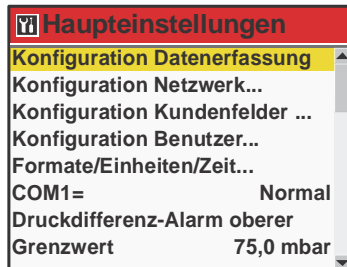 Haupteinstellungen
Konfiguration Datenerfassung
Konfiguration Netzwerk...
Konfiguration Kundenfelder ...
Konfiguration Benutzer...
Formate/Einheiten/Zeit...
COM1= Normal
Druckdifferenz-Alarm oberer
Grenzwert 75,0 mbar